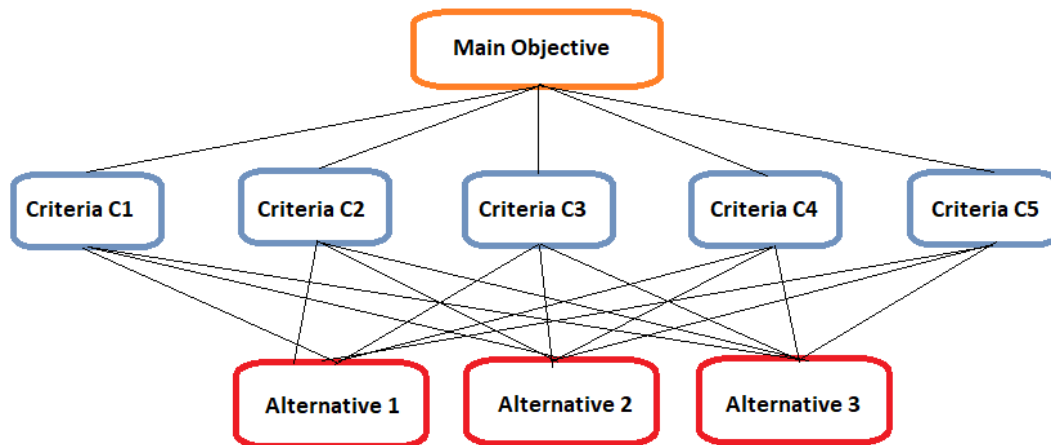 Main Objective
Criteria C1
Criteria C2
Criteria C3
Criteria C4
Criteria C5
Alternative 1
Alternative 2
Alternative 3